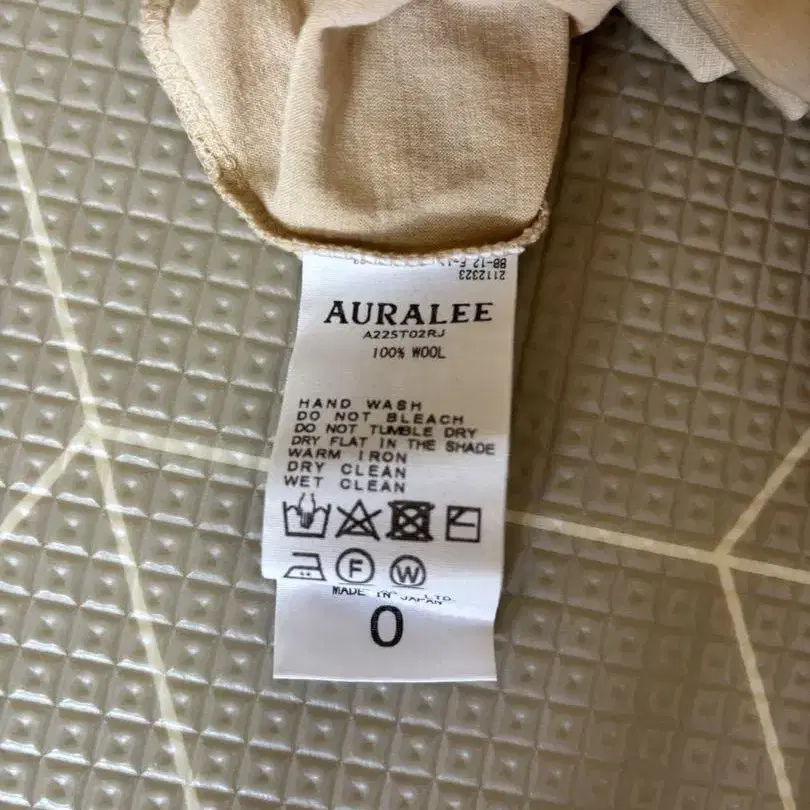 2112323
AURALEE
A22ST02RJ
100% WOOL
HAND WASH
DO NOT BLEACH
DO NOT TUMBLE DRY
DRY FLAT IN THE SHADE
WARM IRON
DRY CLEAN
WET CLEAN
F W
MADE IN JAPAN
0